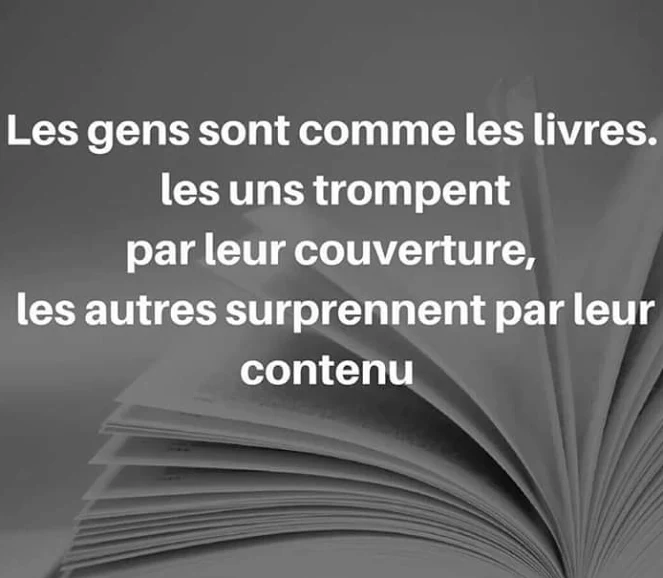 Les gens sont comme les livres.
les uns trompent
par leur couverture,
les autres surprennent par leur
contenu